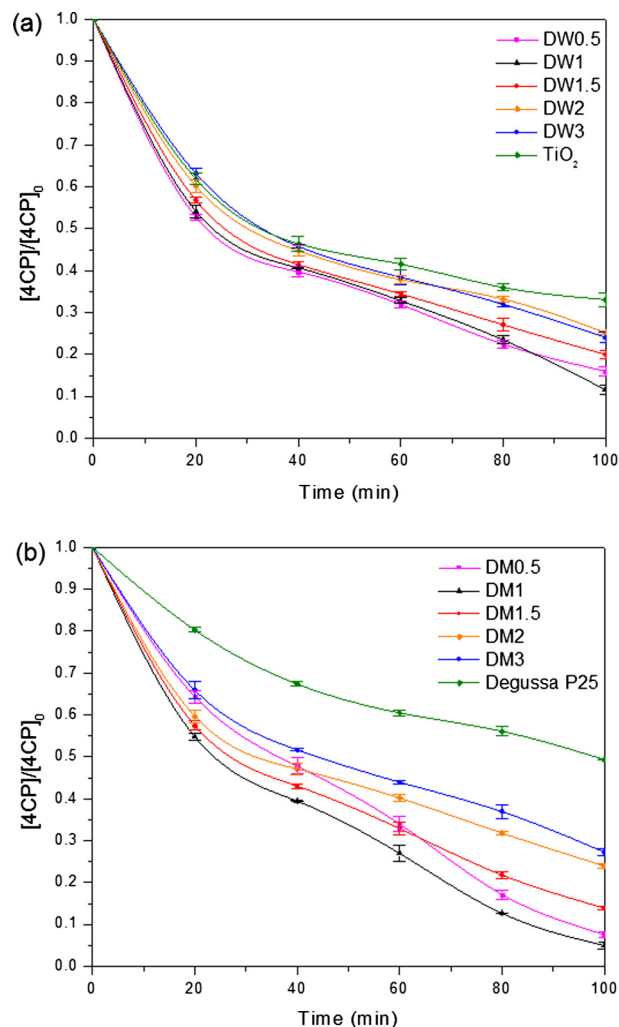 (a)
1.0
0.9
0.8
0.7
0.6
0.5
0.4
0.3
0.2
0.1
0.0
[4CP]/[4CP]₀
DW0.5
DW1
DW1.5
DW2
DW3
TiO₂
0 20 40 60 80 100
Time (min)
(b)
1.0
0.9
0.8
0.7
0.6
0.5
0.4
0.3
0.2
0.1
0.0
[4CP]/[4CP]₀
DM0.5
DM1
DM1.5
DM2
DM3
Degussa P25
0 20 40 60 80 100
Time (min)